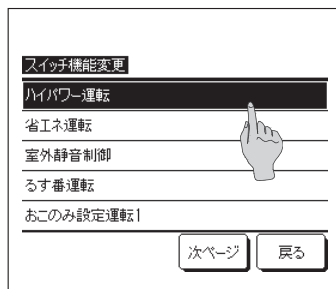 スイッチ機能変更
ハイパワー運転
省エネ運転
室外静音制御
るす番運転
おこのみ設定運転1
次ページ
戻る